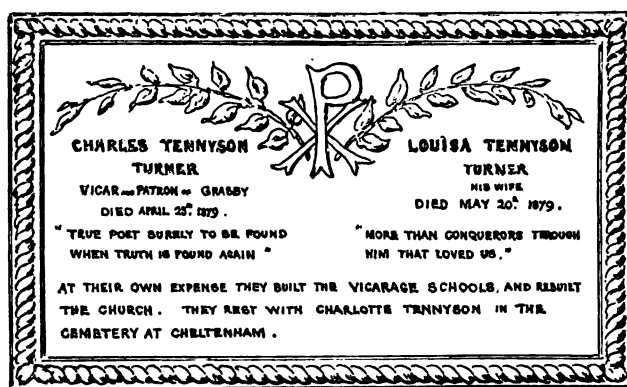 CHARLES TENNYSON
TURNER
VICAR AND PATRON OF GRASBY
DIED APRIL 25th. 1879.
"TRUE POET SURELY TO BE FOUND
WHEN TRUTH IS FOUND AGAIN"
LOUISA TENNYSON
TURNER
HIS WIFE
DIED MAY 20th. 1879.
"MORE THAN CONQUERORS THROUGH
HIM THAT LOVED US."
AT THEIR OWN EXPENSE THEY BUILT THE VICARAGE SCHOOLS, AND REBUILT
THE CHURCH. THEY REST WITH CHARLOTTE TENNYSON IN THE
CEMETERY AT CHELTENHAM.